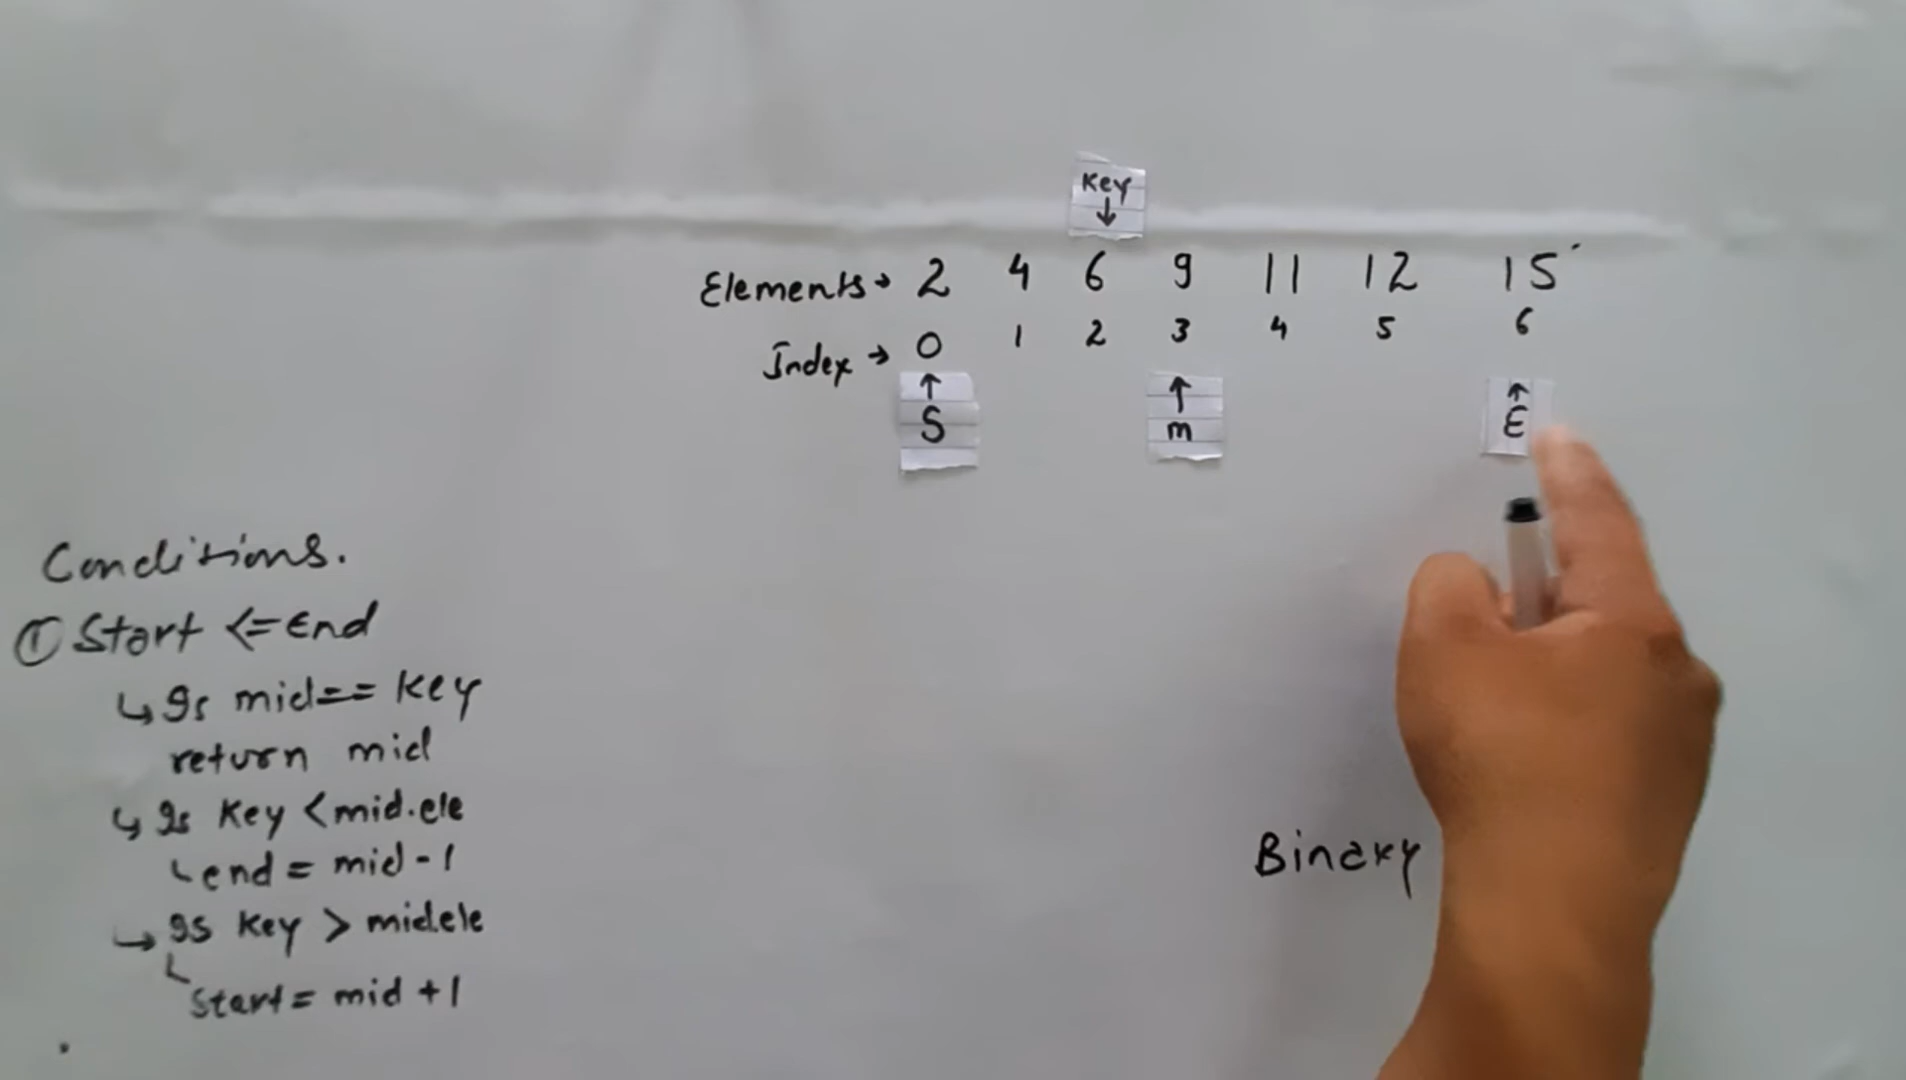 Key
↓
Elements → 2 4 6 9 11 12 15
Index → 0 1 2 3 4 5 6
↑ ↑ ↑
S m E
Conditions.
① Start <= End
↳ Is mid == Key
return mid
↳ Is Key < mid.ele
end = mid - 1
↳ Is Key > mid.ele
Start = mid + 1
Binary